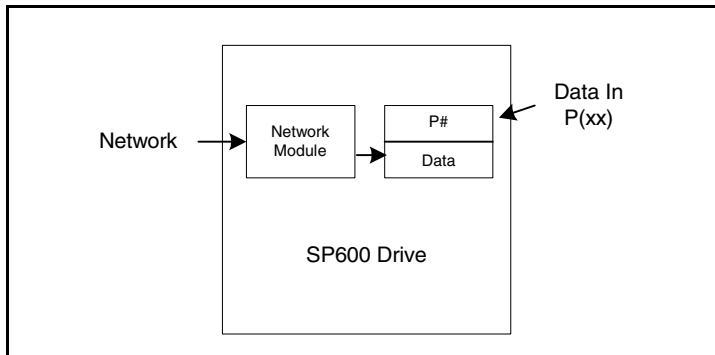 Network
Network
Module
P#
Data
Data In
P(xx)
SP600 Drive